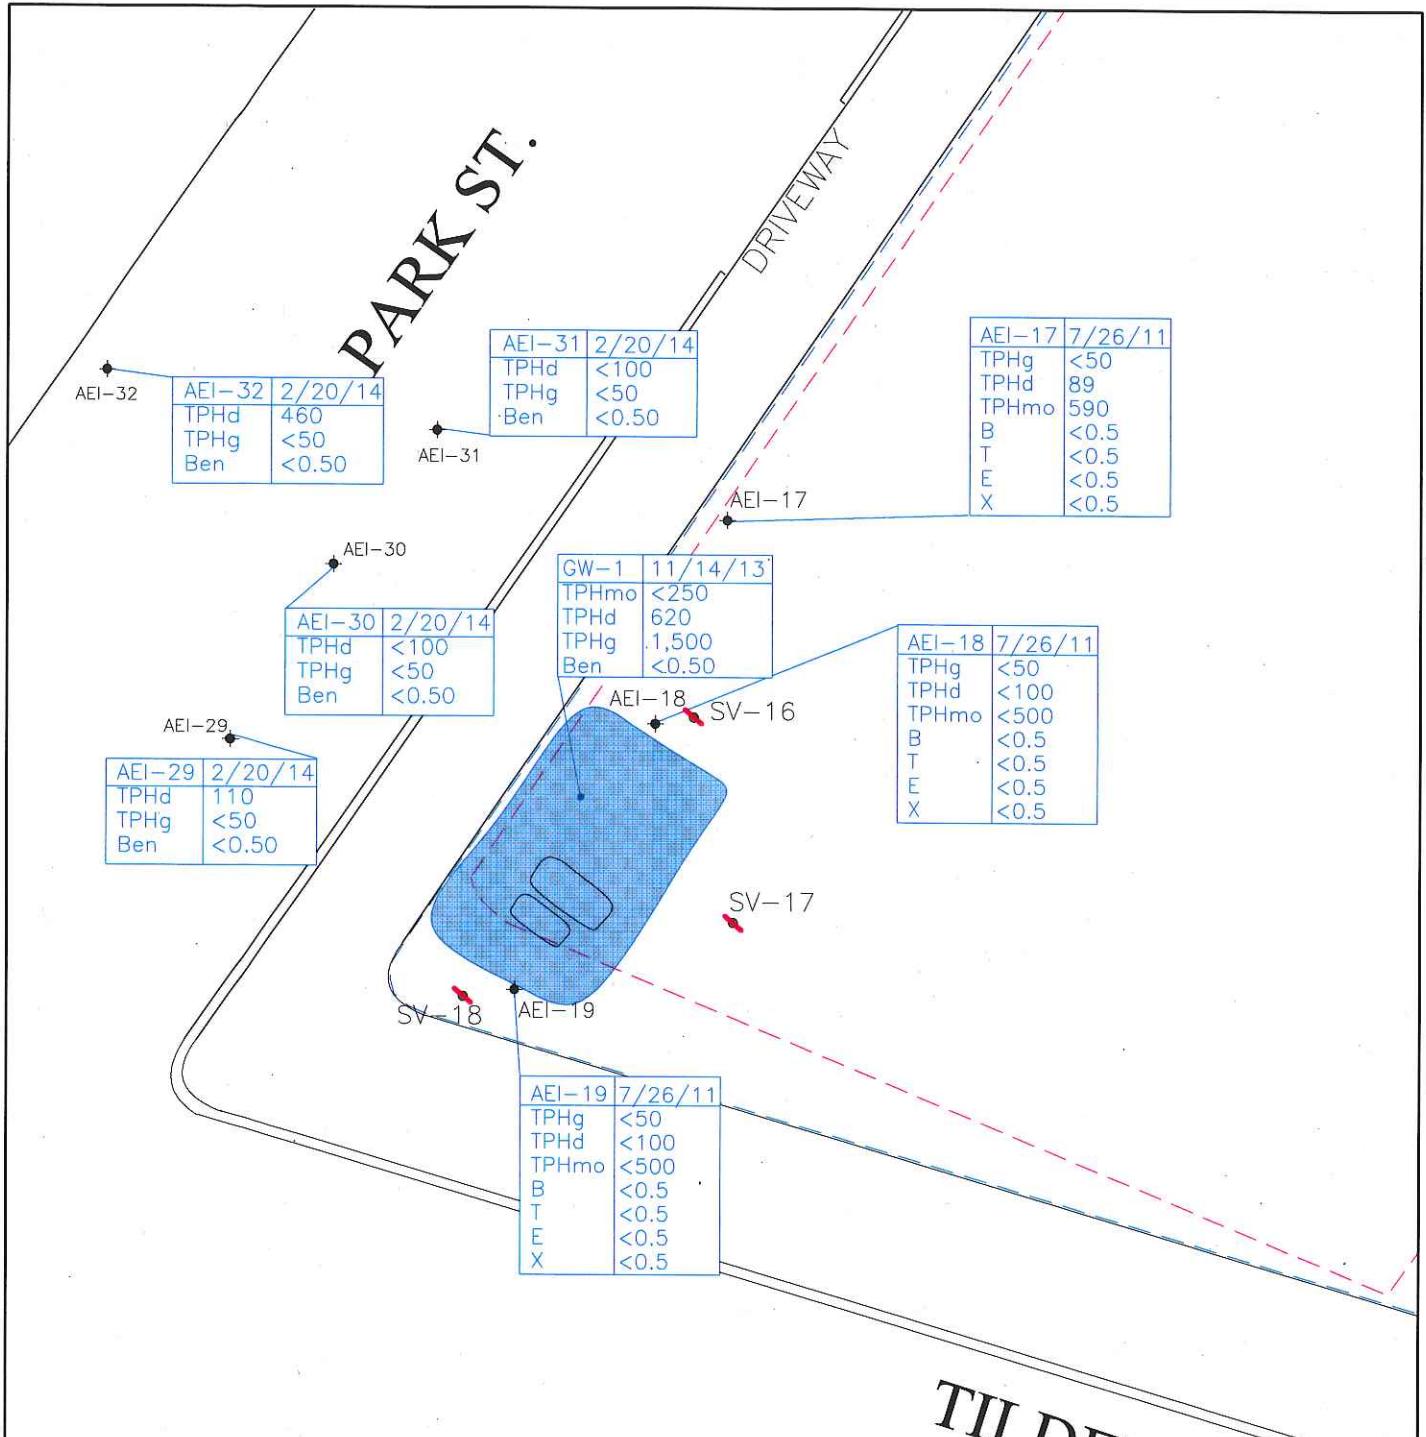 PARK ST.
DRIVEWAY
AEI-32
AEI-32 2/20/14
TPHd 460
TPHg <50
Ben <0.50
AEI-31 2/20/14
TPHd <100
TPHg <50
Ben <0.50
AEI-31
AEI-17 7/26/11
TPHg <50
TPHd 89
TPHmo 590
B <0.5
T <0.5
E <0.5
X <0.5
AEI-17
AEI-30
AEI-30 2/20/14
TPHd <100
TPHg <50
Ben <0.50
GW-1 11/14/13
TPHmo <250
TPHd 620
TPHg 1,500
Ben <0.50
AEI-18 7/26/11
TPHg <50
TPHd <100
TPHmo <500
B <0.5
T <0.5
E <0.5
X <0.5
AEI-18
SV-16
AEI-29
AEI-29 2/20/14
TPHd 110
TPHg <50
Ben <0.50
SV-17
SV-18
AEI-19
AEI-19 7/26/11
TPHg <50
TPHd <100
TPHmo <500
B <0.5
T <0.5
E <0.5
X <0.5